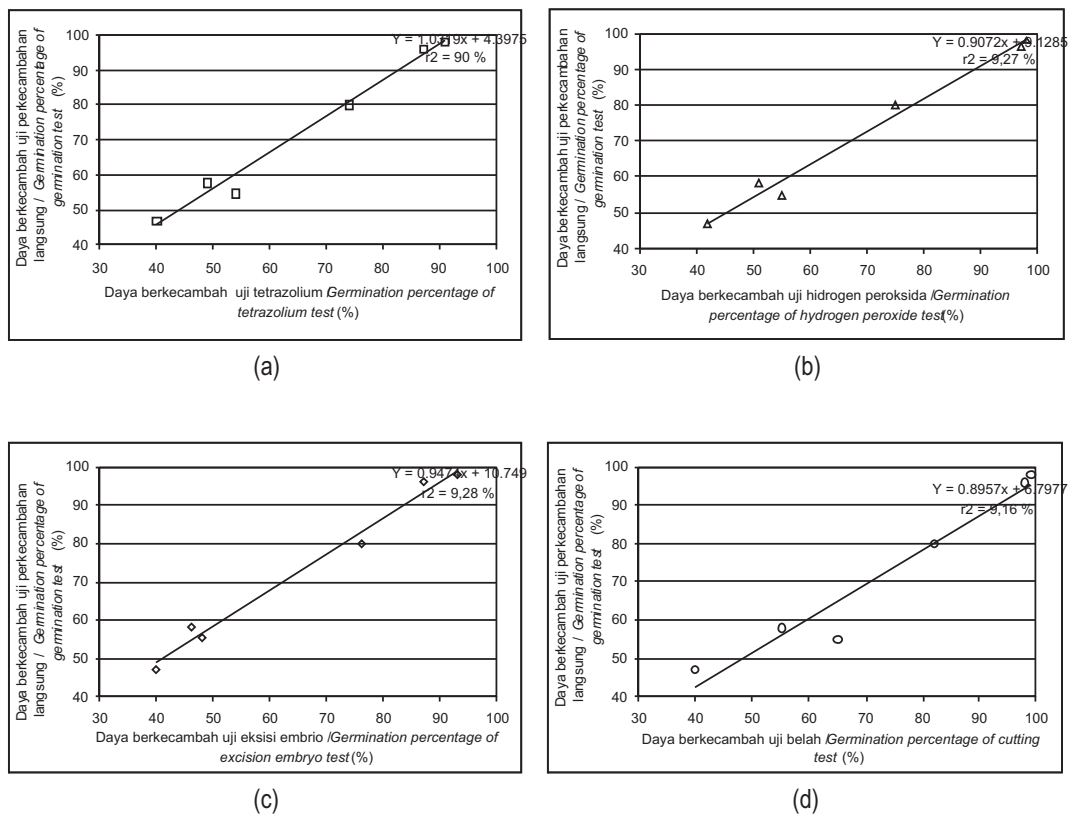 Daya berkecambah uji perkecambahan
langsung / Germination percentage of
germination test (%)
100
90
80
70
60
50
40
30 40 50 60 70 80 90 100
Y = 1.0319x + 4.3975
r2 = 90 %
Daya berkecambah uji tetrazolium /Germination percentage of
tetrazolium test (%)
(a)
Daya berkecambah uji perkecambahan
langsung / Germination percentage of
germination test (%)
100
90
80
70
60
50
40
30 40 50 60 70 80 90 100
Y = 0.9072x + 9.1285
r2 = 9,27 %
Daya berkecambah uji hidrogen peroksida /Germination
percentage of hydrogen peroxide test(%)
(b)
Daya berkecambah uji perkecambahan
langsung / Germination percentage of
germination test (%)
100
90
80
70
60
50
40
30 40 50 60 70 80 90 100
Y = 0.9474x + 10.749
r2 = 9,28 %
Daya berkecambah uji eksisi embrio /Germination percentage of
excision embryo test (%)
(c)
Daya berkecambah uji perkecambahan
langsung / Germination percentage of
germination test (%)
100
90
80
70
60
50
40
30 40 50 60 70 80 90 100
Y = 0.8957x + 6.7977
r2 = 9,16 %
Daya berkecambah uji belah /Germination percentage of cutting
test (%)
(d)